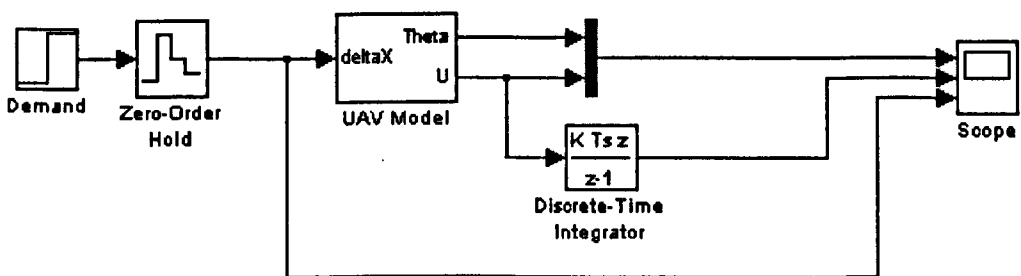 Demand
Zero-Order
Hold
deltaX
Theta
U
UAV Model
K Ts z
z-1
Discrete-Time
Integrator
Scope